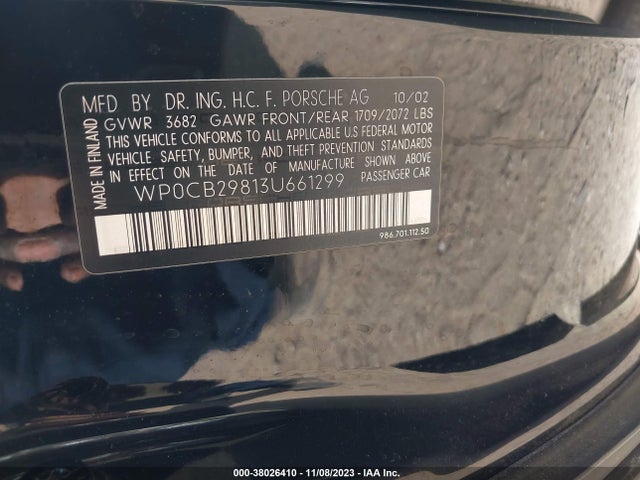 MFD BY DR. ING. H.C. F. PORSCHE AG 10/02
GVWR 3682 GAWR FRONT/REAR 1709/2072 LBS
THIS VEHICLE CONFORMS TO ALL APPLICABLE U.S FEDERAL MOTOR
VEHICLE SAFETY, BUMPER, AND THEFT PREVENTION STANDARDS
IN EFFECT ON THE DATE OF MANUFACTURE SHOWN ABOVE.
WP0CB29813U661299 PASSENGER CAR
986.701.112.50
MADE IN FINLAND
000-38026410 - 11/08/2023 - IAA Inc.